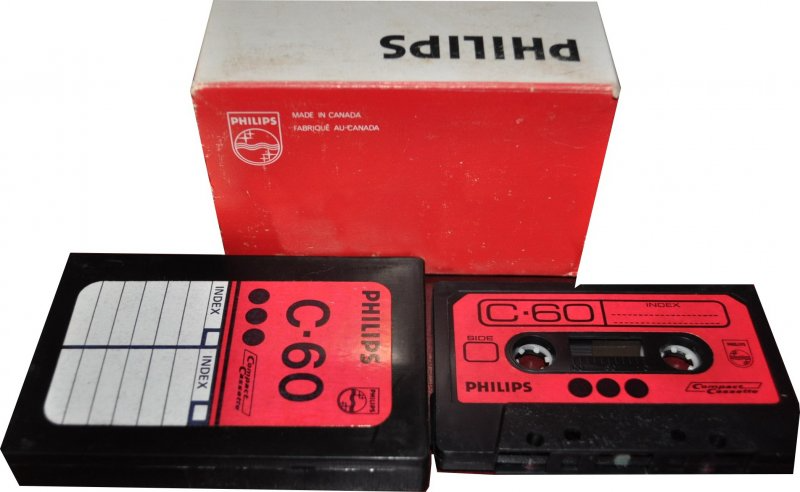 PHILIPS
PHILIPS
MADE IN CANADA
FABRIQUÉ AU CANADA
INDEX
INDEX
PHILIPS
C-60
Compact Cassette
PHILIPS
C·60
INDEX
SIDE
PHILIPS
PHILIPS
Compact
Cassette